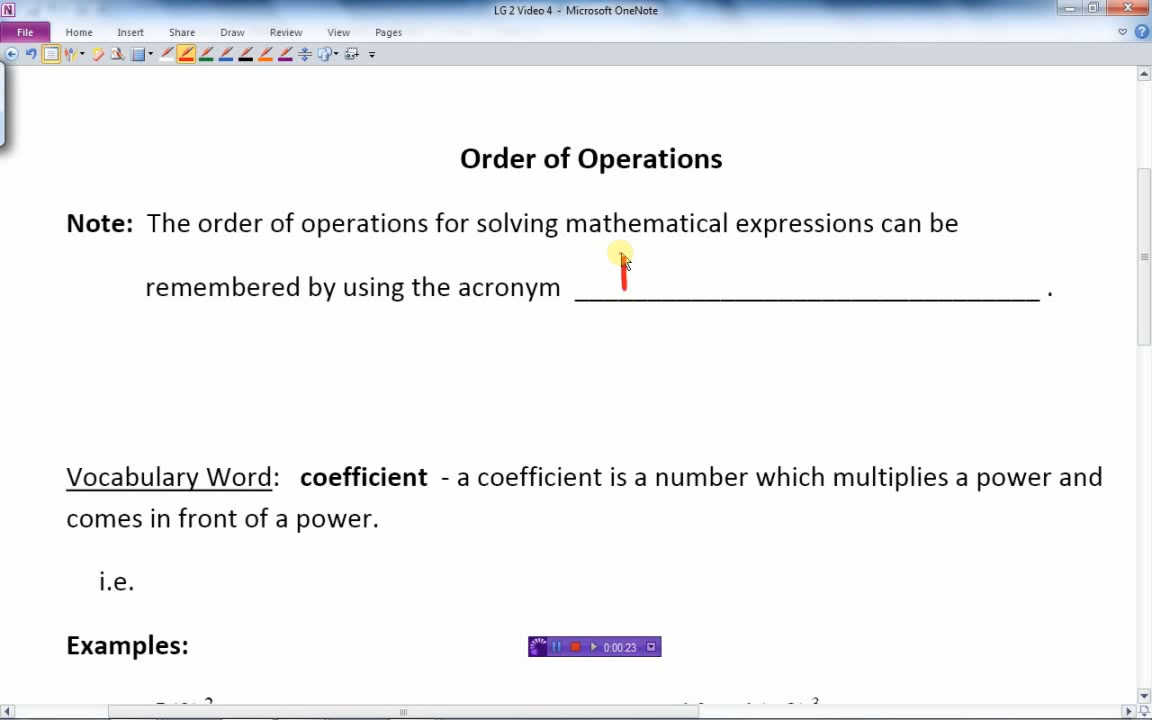 LG 2 Video 4 - Microsoft OneNote
File Home Insert Share Draw Review View Pages
Order of Operations
Note: The order of operations for solving mathematical expressions can be
remembered by using the acronym ________________________________ .
Vocabulary Word: coefficient - a coefficient is a number which multiplies a power and
comes in front of a power.
i.e.
Examples:
0:00:23